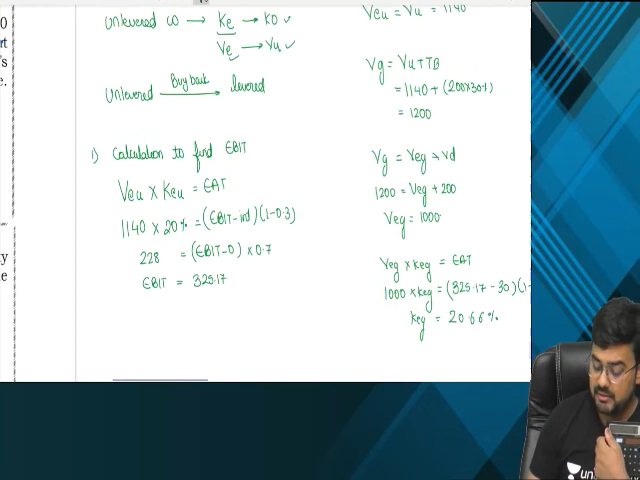 Unlevered co → Ke → Ko ✓
Ve → Vu ✓
Unlevered Buy back → levered
1) Calculation to find EBIT
Veu x Keu = EAT
1140 x 20% = (EBIT-int)(1-0.3)
228 = (EBIT-0) x 0.7
EBIT = 325.17
Veu = Vu = 1140
Vg = Vu + TB
= 1140 + (200x30%)
= 1200
Vg = Veg + Vd
1200 = Veg + 200
Veg = 1000
Veg x Keg = EAT
1000 x Keg = (325.17 - 30)(1-
Keg = 20.66%